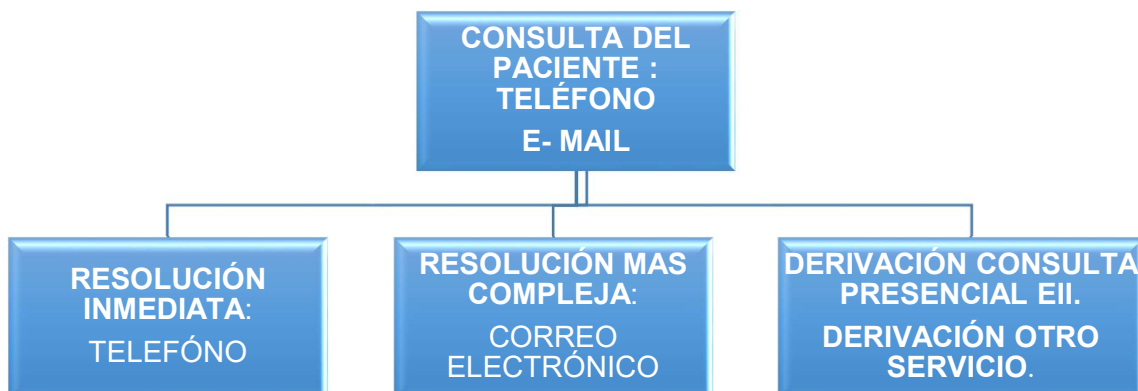 CONSULTA DEL
PACIENTE :
TELÉFONO
E- MAIL
RESOLUCIÓN
INMEDIATA:
TELEFÓNO
RESOLUCIÓN MAS
COMPLEJA:
CORREO
ELECTRÓNICO
DERIVACIÓN CONSULTA
PRESENCIAL EII.
DERIVACIÓN OTRO
SERVICIO.